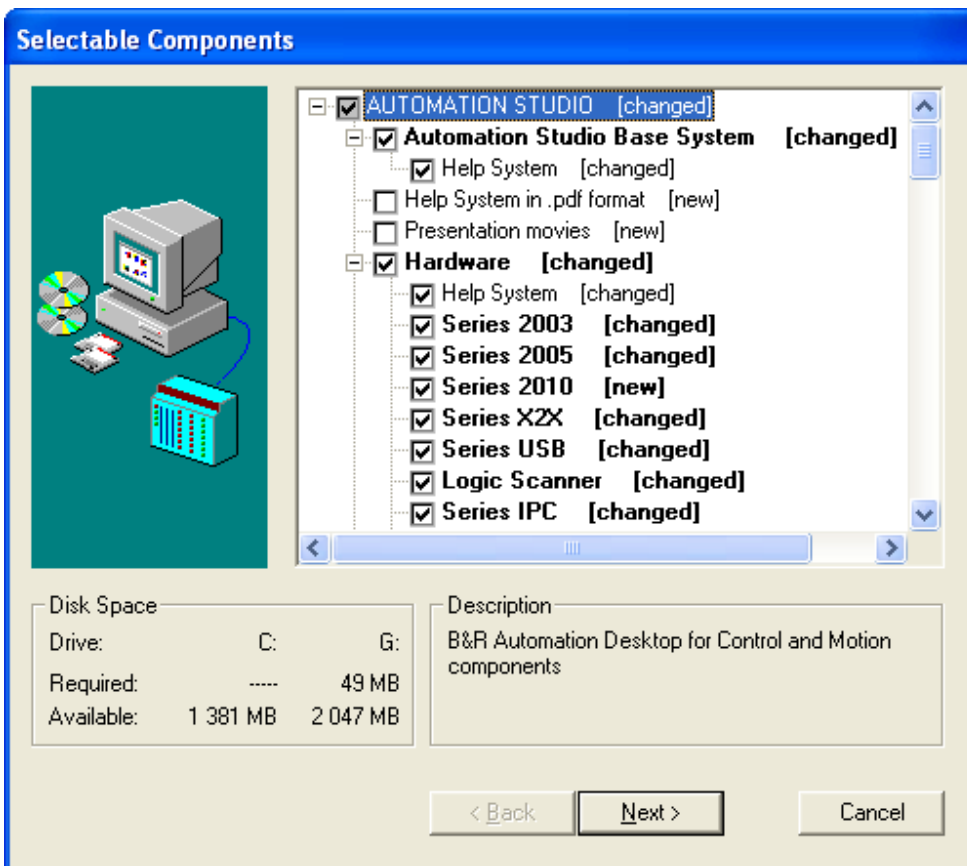 Selectable Components
AUTOMATION STUDIO [changed]
Automation Studio Base System [changed]
Help System [changed]
Help System in .pdf format [new]
Presentation movies [new]
Hardware [changed]
Help System [changed]
Series 2003 [changed]
Series 2005 [changed]
Series 2010 [new]
Series X2X [changed]
Series USB [changed]
Logic Scanner [changed]
Series IPC [changed]
Disk Space
Drive: C: G:
Required: ----- 49 MB
Available: 1 381 MB 2 047 MB
Description
B&R Automation Desktop for Control and Motion
components
< Back Next > Cancel